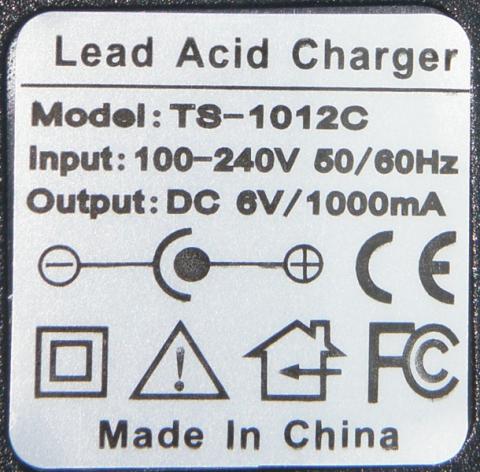 Lead Acid Charger
Model: TS-1012C
Input: 100-240V 50/60Hz
Output: DC 6V/1000mA
CE
FC
Made In China